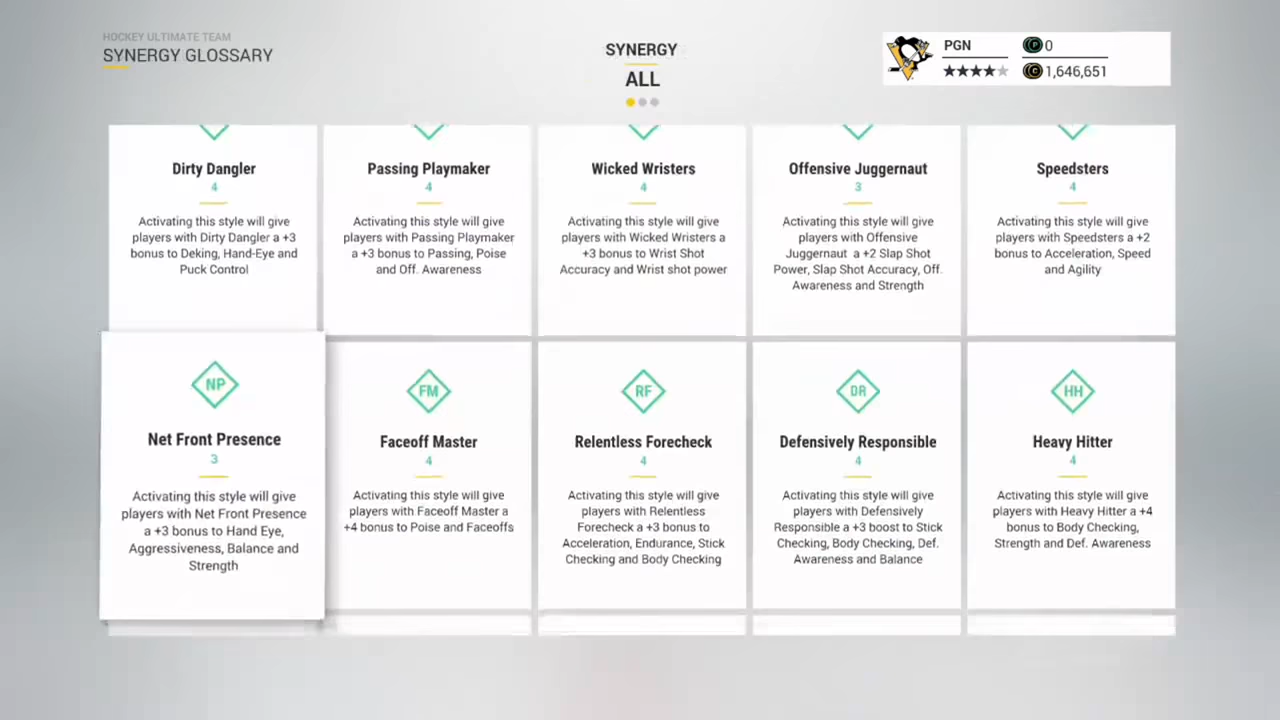 HOCKEY ULTIMATE TEAM
SYNERGY GLOSSARY
SYNERGY
ALL
PGN
0
1,646,651
Dirty Dangler
4
Activating this style will give
players with Dirty Dangler a +3
bonus to Deking, Hand-Eye and
Puck Control
Passing Playmaker
4
Activating this style will give
players with Passing Playmaker
a +3 bonus to Passing, Poise
and Off. Awareness
Wicked Wristers
4
Activating this style will give
players with Wicked Wristers a
+3 bonus to Wrist Shot
Accuracy and Wrist shot power
Offensive Juggernaut
3
Activating this style will give
players with Offensive
Juggernaut a +2 Slap Shot
Power, Slap Shot Accuracy, Off.
Awareness and Strength
Speedsters
4
Activating this style will give
players with Speedsters a +2
bonus to Acceleration, Speed
and Agility
NP
Net Front Presence
3
Activating this style will give
players with Net Front Presence
a +3 bonus to Hand Eye,
Aggressiveness, Balance and
Strength
FM
Faceoff Master
4
Activating this style will give
players with Faceoff Master a
+4 bonus to Poise and Faceoffs
RF
Relentless Forecheck
4
Activating this style will give
players with Relentless
Forecheck a +3 bonus to
Acceleration, Endurance, Stick
Checking and Body Checking
DR
Defensively Responsible
4
Activating this style will give
players with Defensively
Responsible a +3 boost to Stick
Checking, Body Checking, Def.
Awareness and Balance
HH
Heavy Hitter
4
Activating this style will give
players with Heavy Hitter a +4
bonus to Body Checking,
Strength and Def. Awareness